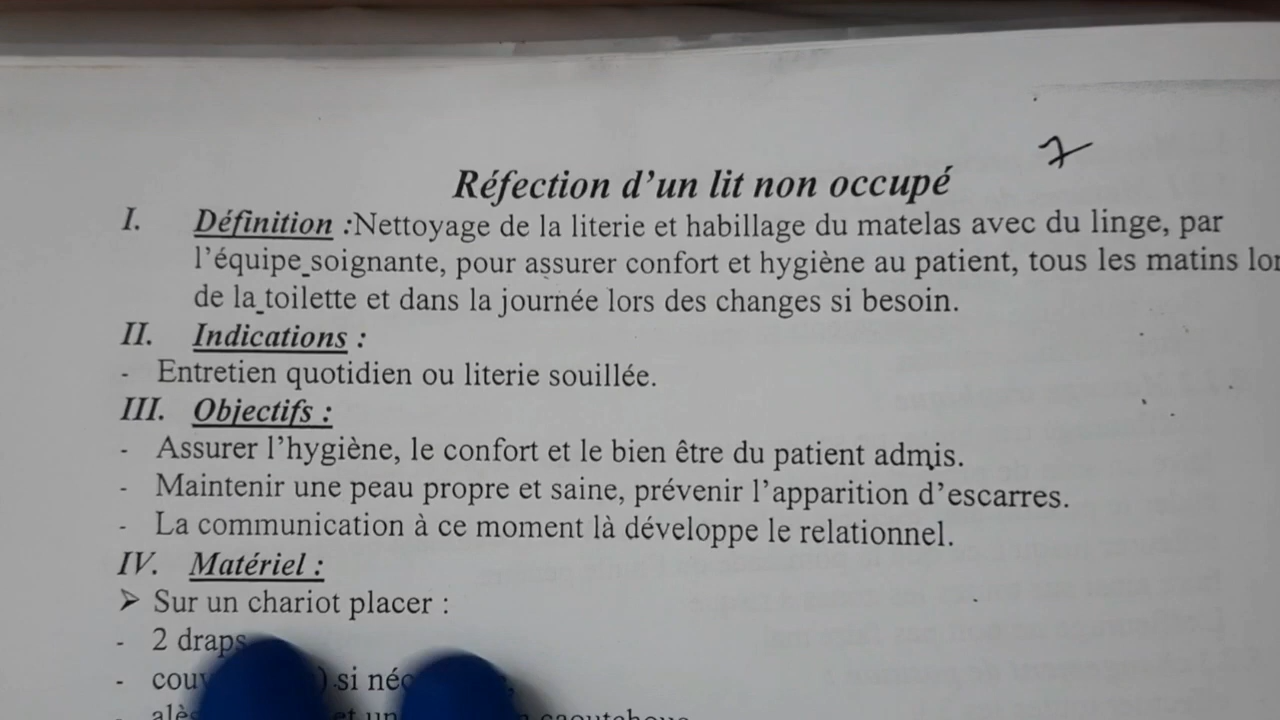 7
Réfection d'un lit non occupé
I. Définition :Nettoyage de la literie et habillage du matelas avec du linge, par
l'équipe soignante, pour assurer confort et hygiène au patient, tous les matins
de la toilette et dans la journée lors des changes si besoin.
II. Indications :
- Entretien quotidien ou literie souillée.
III. Objectifs :
- Assurer l'hygiène, le confort et le bien être du patient admis.
- Maintenir une peau propre et saine, prévenir l'apparition d'escarres.
- La communication à ce moment là développe le relationnel.
IV. Matériel :
➤ Sur un chariot placer :
- 2 draps
- si
- et